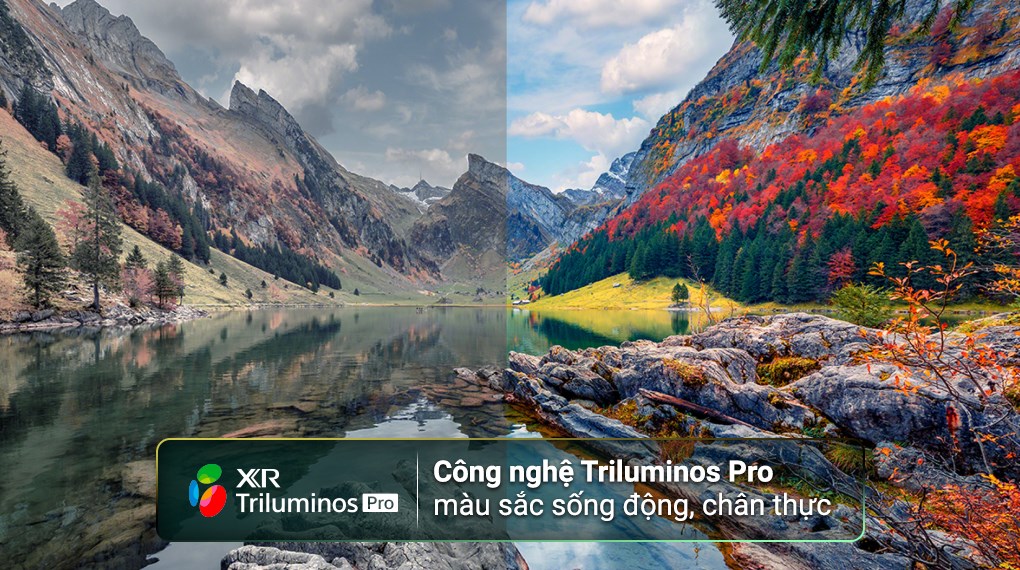 XR
Triluminos Pro
Công nghệ Triluminos Pro
màu sắc sống động, chân thực